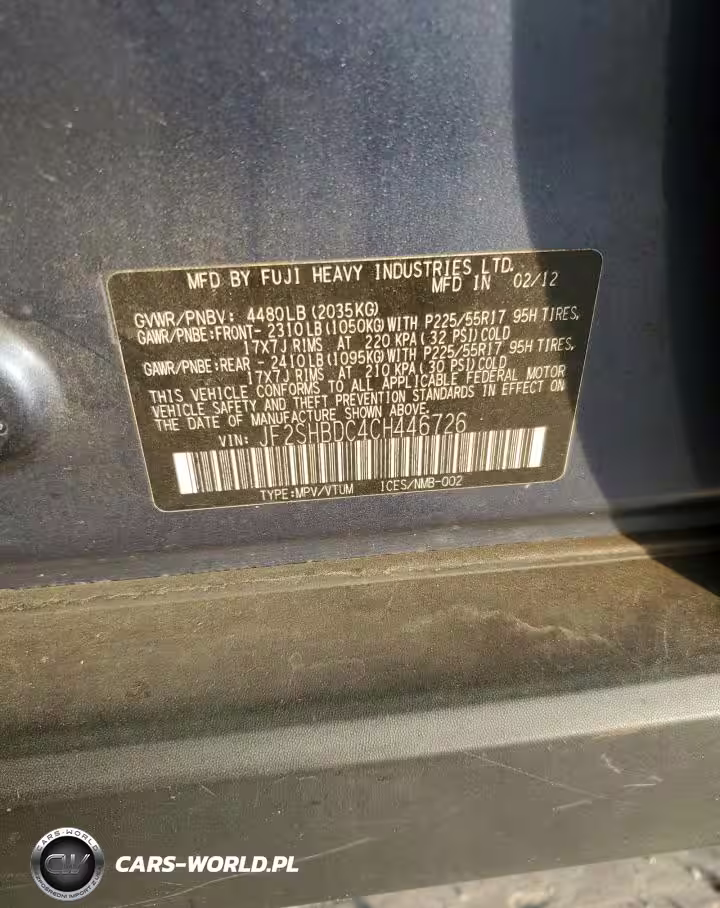 MFD BY FUJI HEAVY INDUSTRIES LTD.
MFD IN 02/12
GVWR/PNBV: 4480LB(2035KG)
GAWR/PNBE:FRONT- 2310LB(1050KG)WITH P225/55R17 95H TIRES,
17X7J RIMS AT 220 KPA(32 PSI)COLD
GAWR/PNBE:REAR - 2410LB(1095KG)WITH P225/55R17 95H TIRES,
17X7J RIMS AT 210 KPA(30 PSI)COLD
THIS VEHICLE CONFORMS TO ALL APPLICABLE FEDERAL MOTOR
VEHICLE SAFETY AND THEFT PREVENTION STANDARDS IN EFFECT ON
THE DATE OF MANUFACTURE SHOWN ABOVE.
VIN: JF2SHBDC4CH446726
TYPE:MPV/VTUM ICES/NMB-002
CARS-WORLD
CW
CARS-WORLD.PL